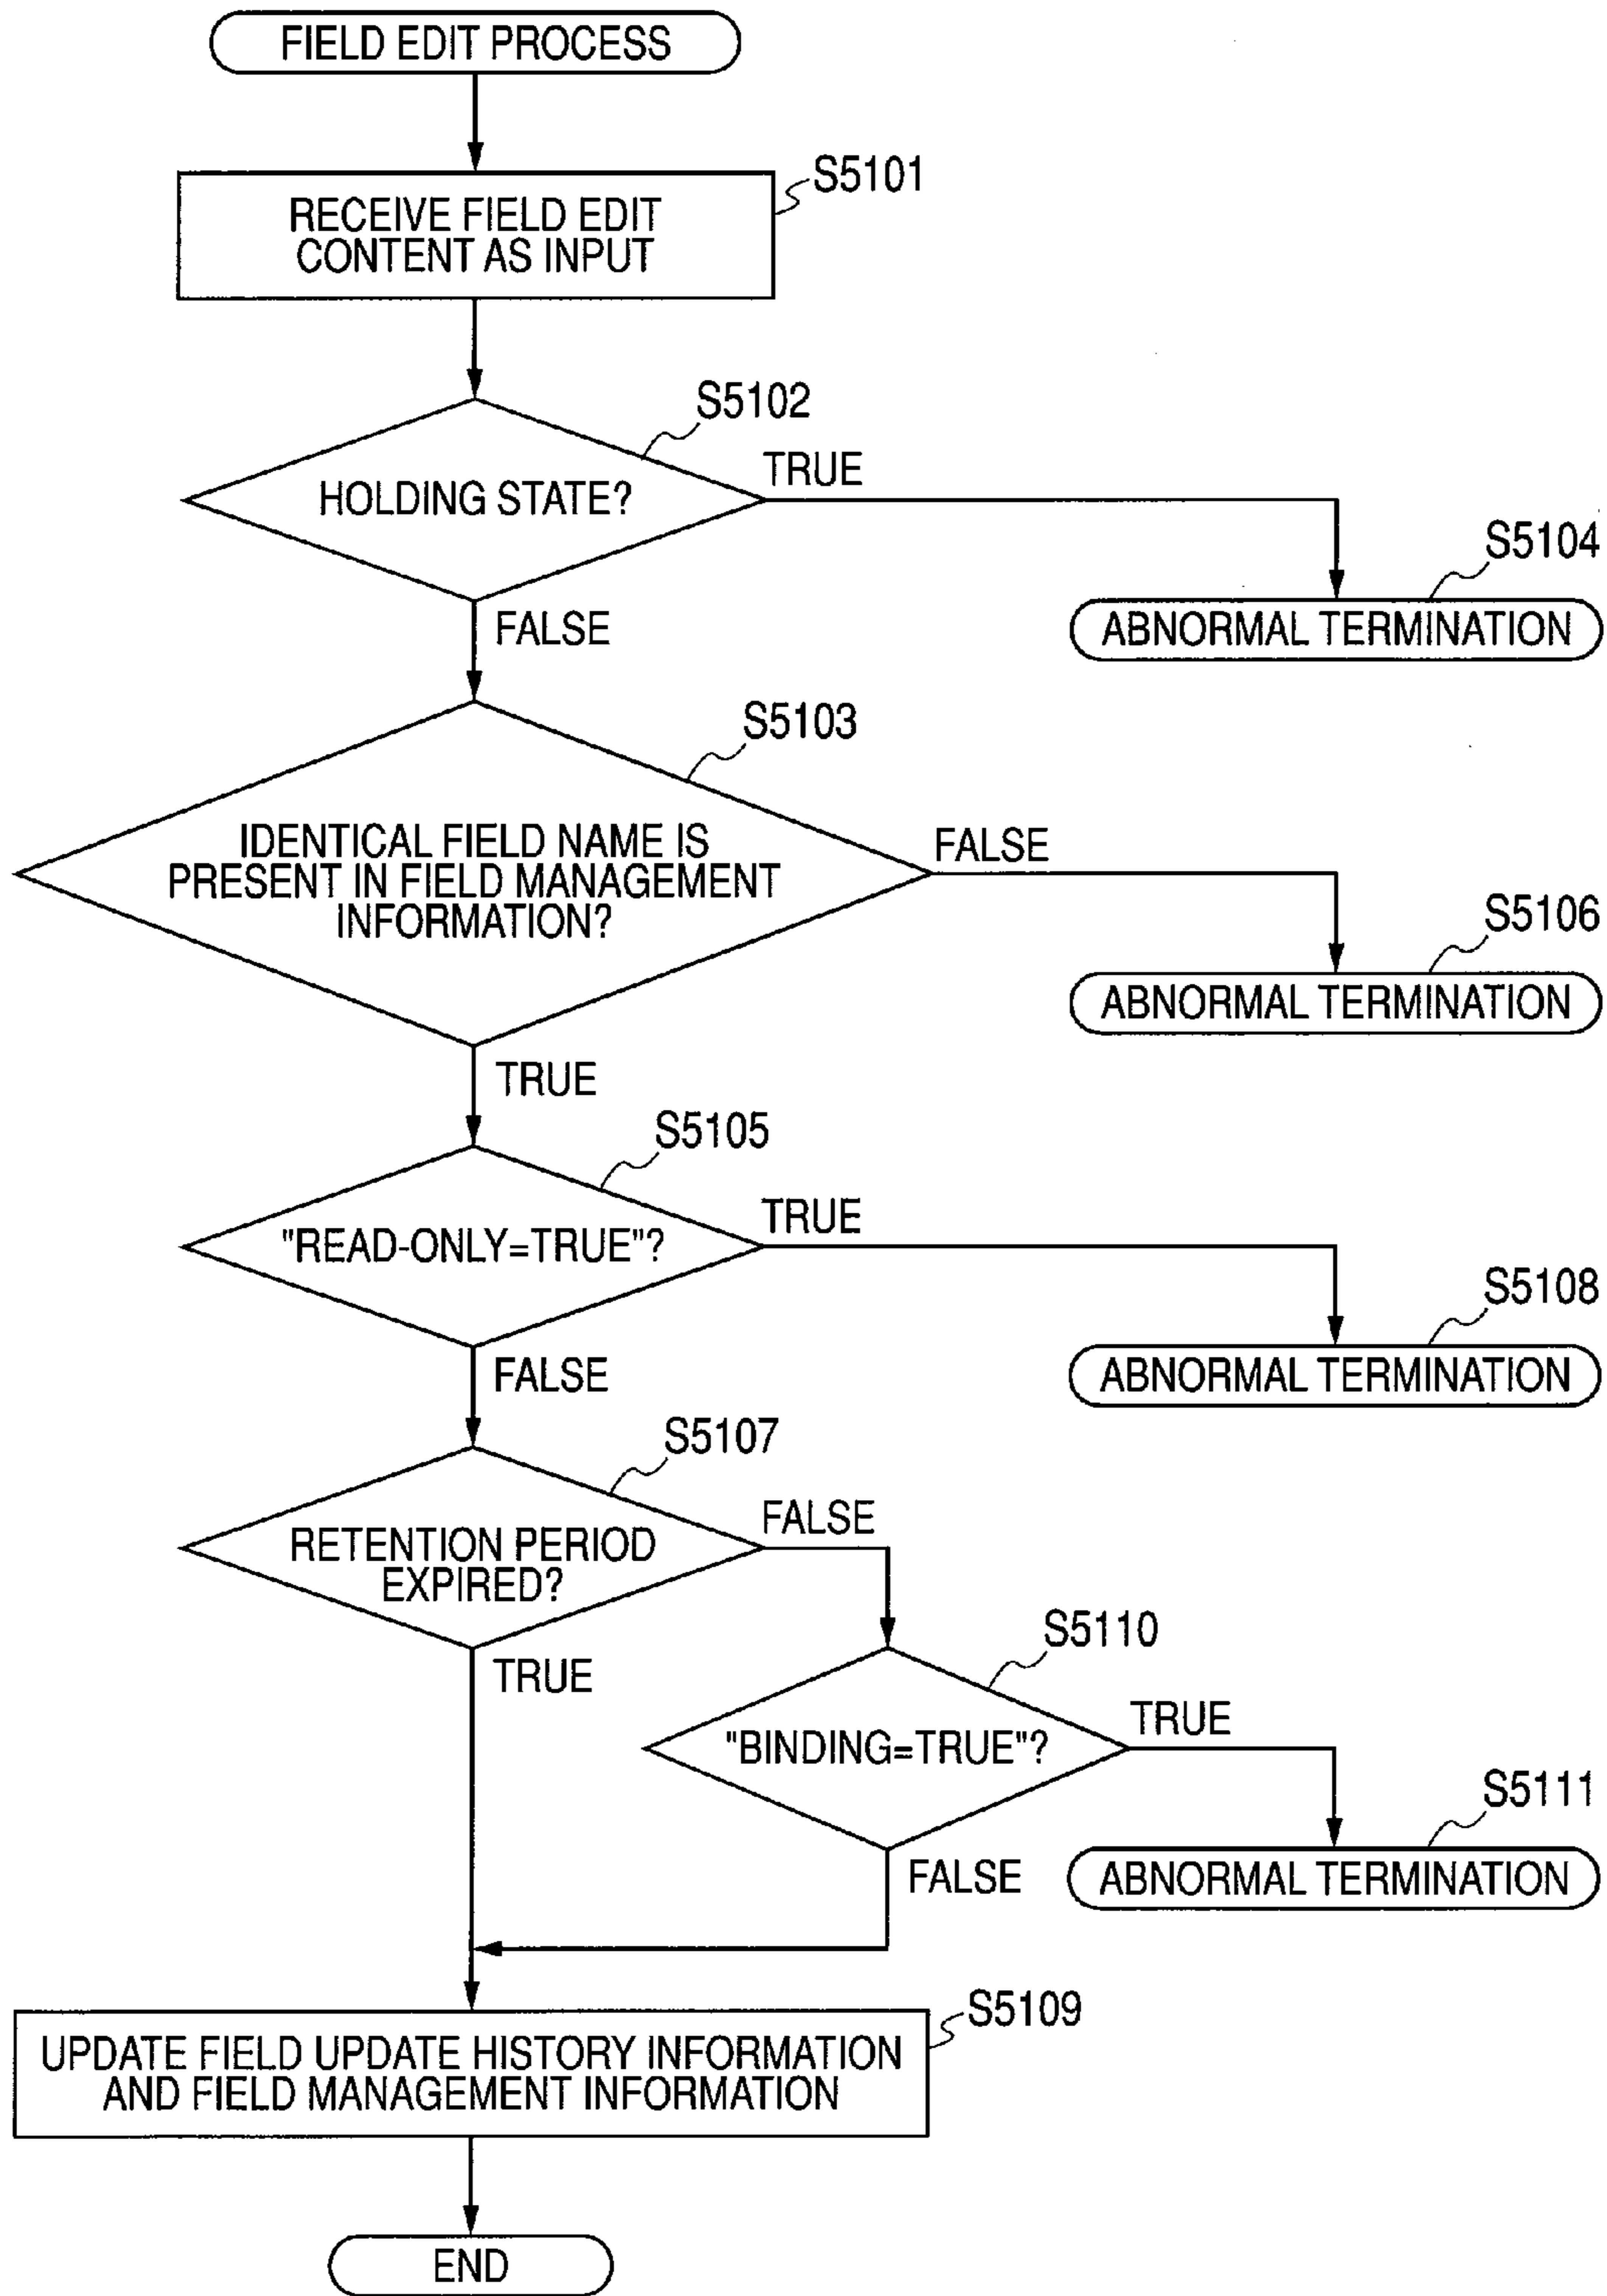 FIELD EDIT PROCESS
S5101
RECEIVE FIELD EDIT
CONTENT AS INPUT
S5102
HOLDING STATE?
TRUE
S5104
ABNORMAL TERMINATION
FALSE
S5103
IDENTICAL FIELD NAME IS
PRESENT IN FIELD MANAGEMENT
INFORMATION?
FALSE
S5106
ABNORMAL TERMINATION
TRUE
S5105
"READ-ONLY=TRUE"?
TRUE
S5108
ABNORMAL TERMINATION
FALSE
S5107
RETENTION PERIOD
EXPIRED?
FALSE
TRUE
S5110
"BINDING=TRUE"?
TRUE
S5111
ABNORMAL TERMINATION
FALSE
S5109
UPDATE FIELD UPDATE HISTORY INFORMATION
AND FIELD MANAGEMENT INFORMATION
END